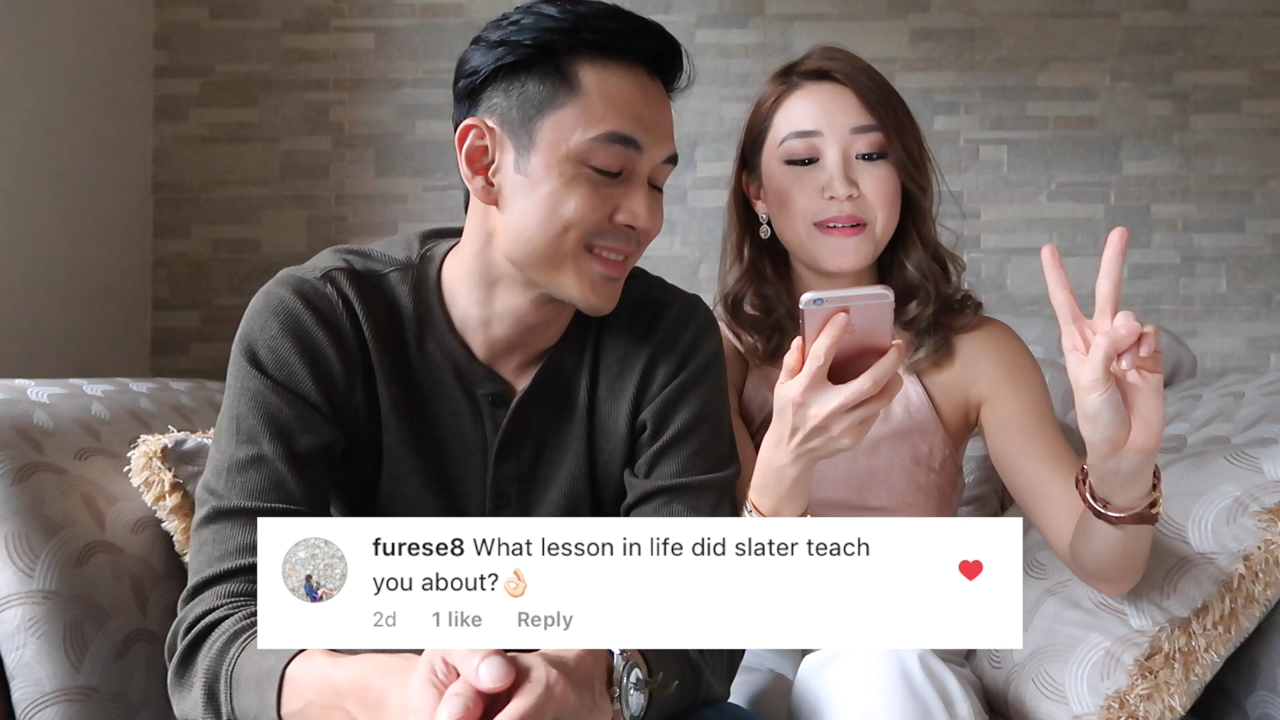 furese8 What lesson in life did slater teach
you about?👌🏻
2d 1 like Reply